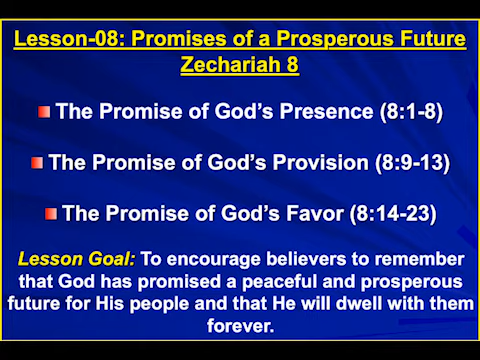 Lesson-08: Promises of a Prosperous Future
Zechariah 8
The Promise of God’s Presence (8:1-8)
The Promise of God’s Provision (8:9-13)
The Promise of God’s Favor (8:14-23)
Lesson Goal: To encourage believers to remember
that God has promised a peaceful and prosperous
future for His people and that He will dwell with them
forever.